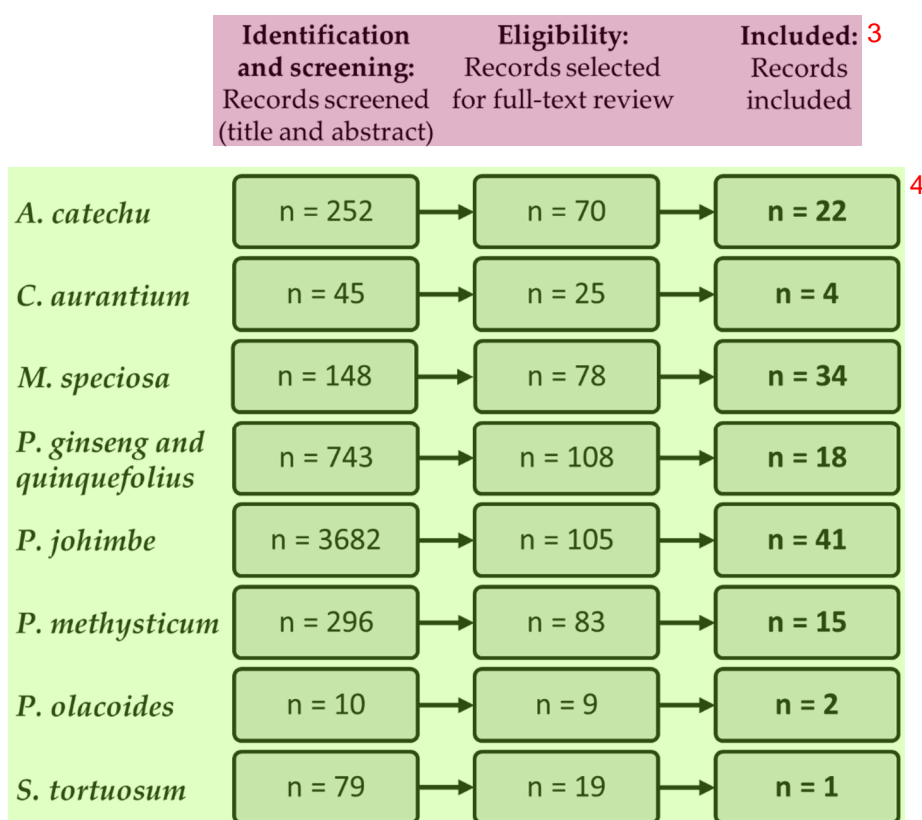 Identification
and screening:
Records screened
(title and abstract)
Eligibility:
Records selected
for full-text review
Included:
Records
included
3
4
A. catechu n = 252 n = 70 n = 22
C. aurantium n = 45 n = 25 n = 4
M. speciosa n = 148 n = 78 n = 34
P. ginseng and
quinquefolius n = 743 n = 108 n = 18
P. johimbe n = 3682 n = 105 n = 41
P. methysticum n = 296 n = 83 n = 15
P. olacoides n = 10 n = 9 n = 2
S. tortuosum n = 79 n = 19 n = 1